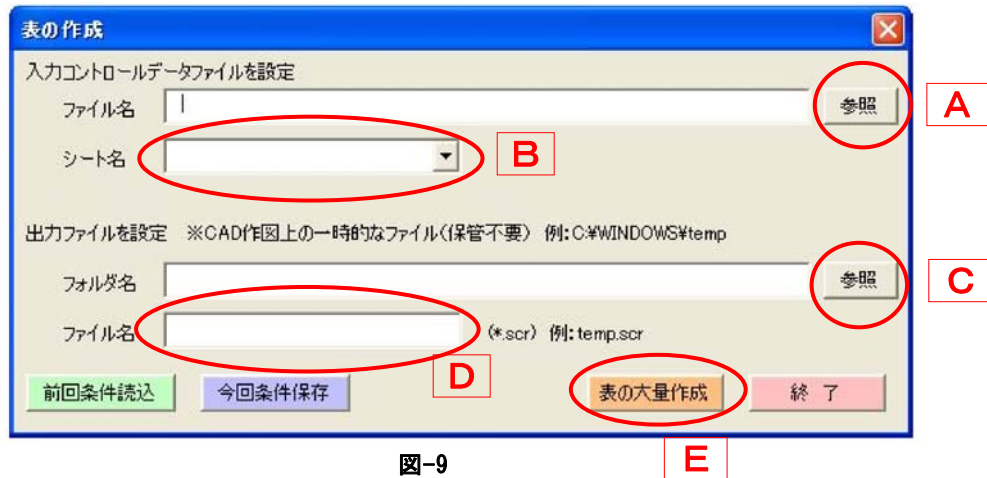 表の作成
入力コントロールデータファイルを設定
ファイル名 参照 A
シート名 B
出力ファイルを設定 ※CAD作図上の一時的なファイル(保管不要) 例:C:¥WINDOWS¥temp
フォルダ名 参照 C
ファイル名 (*.scr) 例:temp.scr
D
前回条件読込 今回条件保存 表の大量作成 終 了
図-9 E